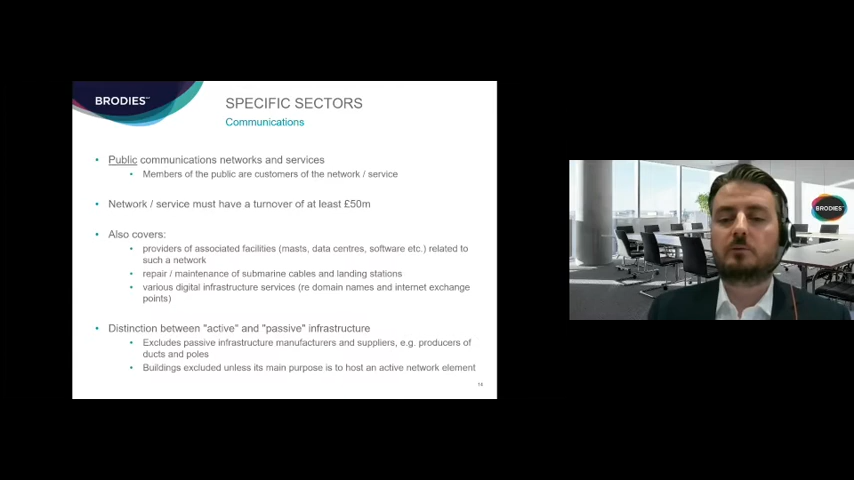 BRODIES LLP
SPECIFIC SECTORS
Communications
• Public communications networks and services
• Members of the public are customers of the network / service
• Network / service must have a turnover of at least £50m
• Also covers:
• providers of associated facilities (masts, data centres, software etc.) related to
such a network
• repair / maintenance of submarine cables and landing stations
• various digital infrastructure services (re domain names and internet exchange
points)
• Distinction between "active" and "passive" infrastructure
• Excludes passive infrastructure manufacturers and suppliers, e.g. producers of
ducts and poles
• Buildings excluded unless its main purpose is to host an active network element
14
BRODIES